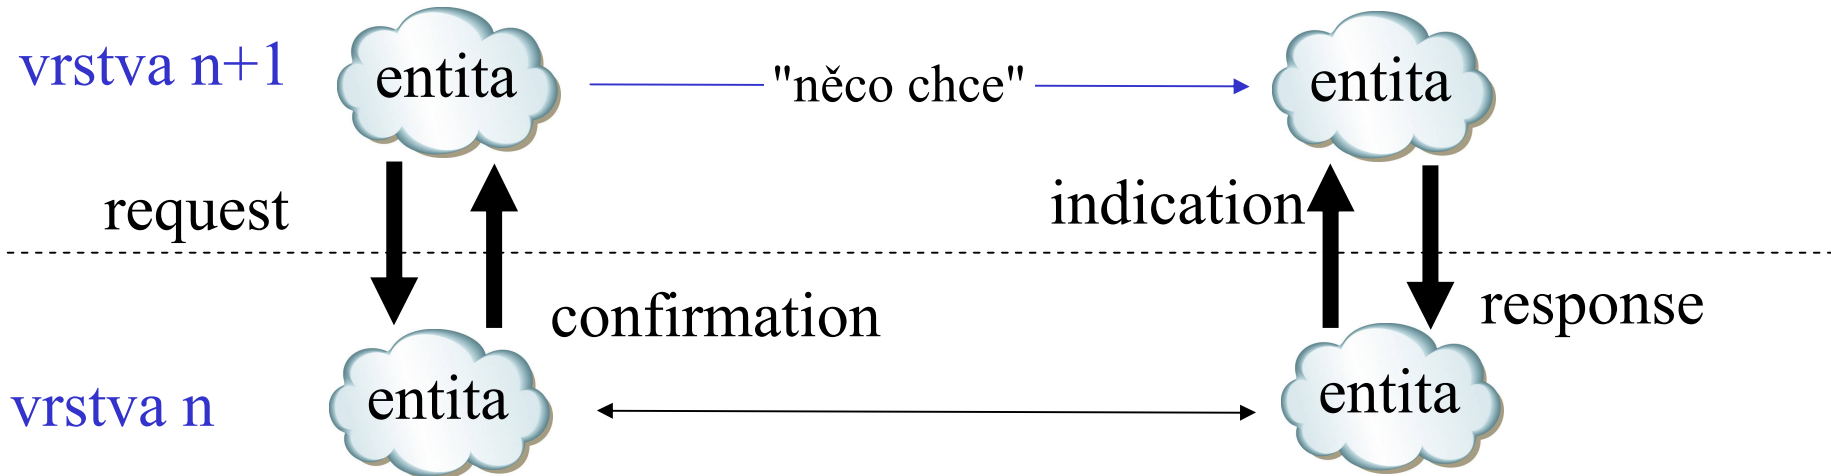 vrstva n+1
entita
"něco chce"
entita
request
indication
confirmation
response
vrstva n
entita
entita